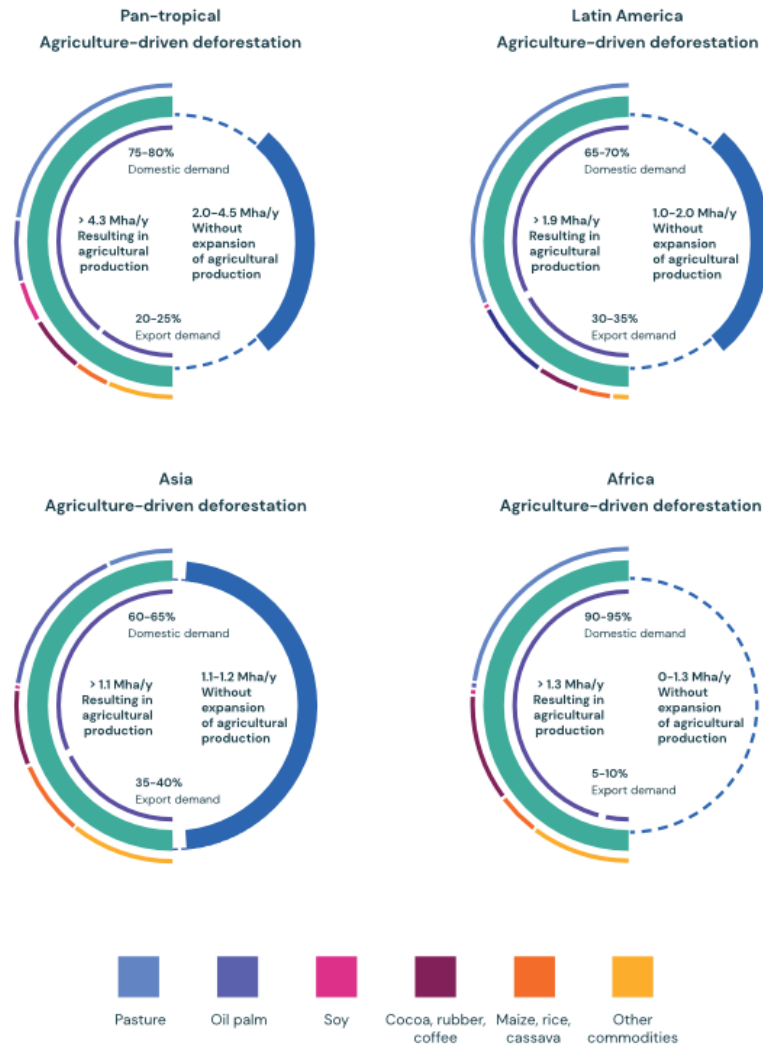 Pan-tropical
Agriculture-driven deforestation
75-80%
Domestic demand
> 4.3 Mha/y
Resulting in
agricultural
production
2.0-4.5 Mha/y
Without
expansion
of agricultural
production
20-25%
Export demand
Latin America
Agriculture-driven deforestation
65-70%
Domestic demand
> 1.9 Mha/y
Resulting in
agricultural
production
1.0-2.0 Mha/y
Without
expansion
of agricultural
production
30-35%
Export demand
Asia
Agriculture-driven deforestation
60-65%
Domestic demand
> 1.1 Mha/y
Resulting in
agricultural
production
1.1-1.2 Mha/y
Without
expansion
of agricultural
production
35-40%
Export demand
Africa
Agriculture-driven deforestation
90-95%
Domestic demand
> 1.3 Mha/y
Resulting in
agricultural
production
0-1.3 Mha/y
Without
expansion
of agricultural
production
5-10%
Export demand
Pasture
Oil palm
Soy
Cocoa, rubber,
coffee
Maize, rice,
cassava
Other
commodities